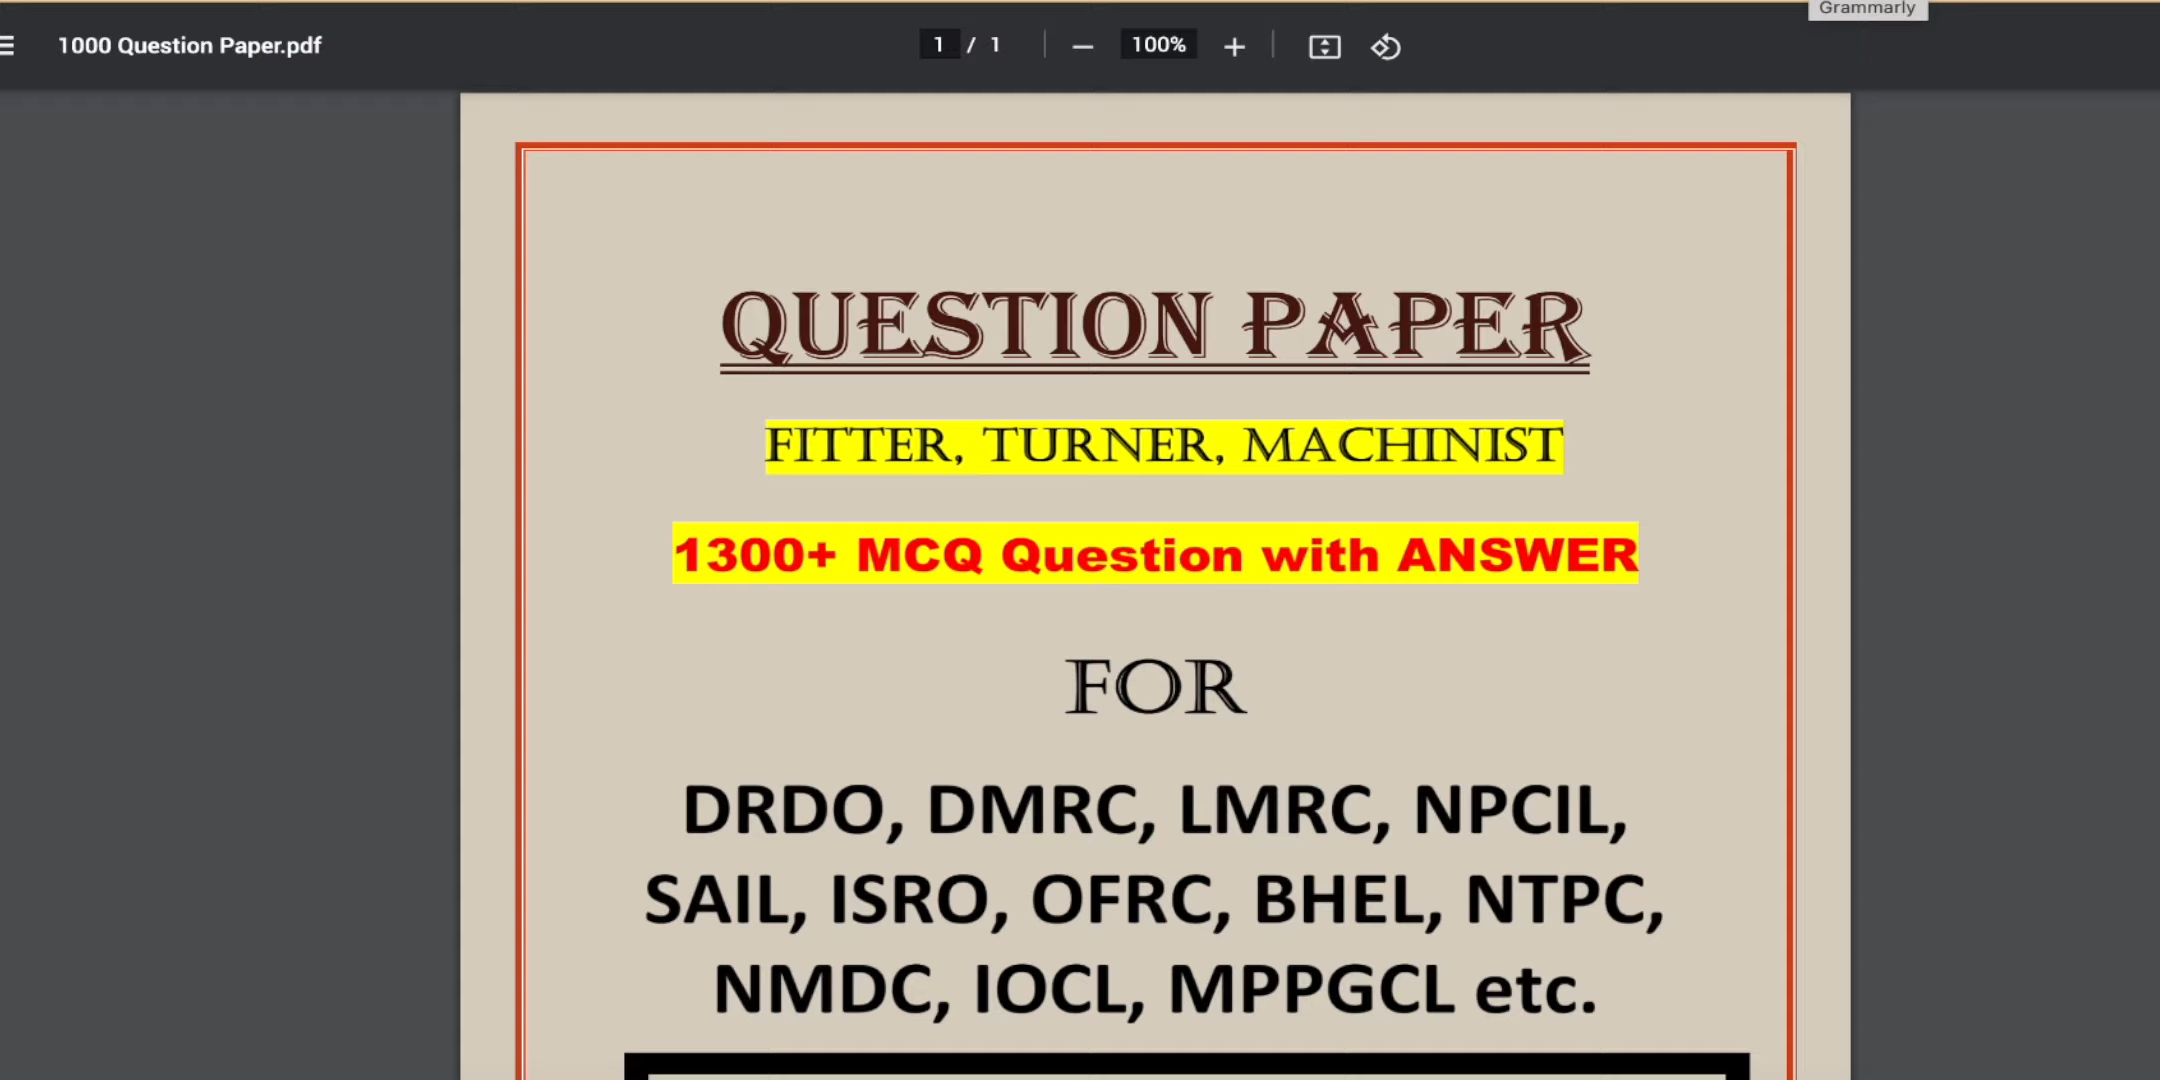 Grammarly
1000 Question Paper.pdf
1 / 1
100%
QUESTION PAPER
FITTER, TURNER, MACHINIST
1300+ MCQ Question with ANSWER
FOR
DRDO, DMRC, LMRC, NPCIL,
SAIL, ISRO, OFRC, BHEL, NTPC,
NMDC, IOCL, MPPGCL etc.